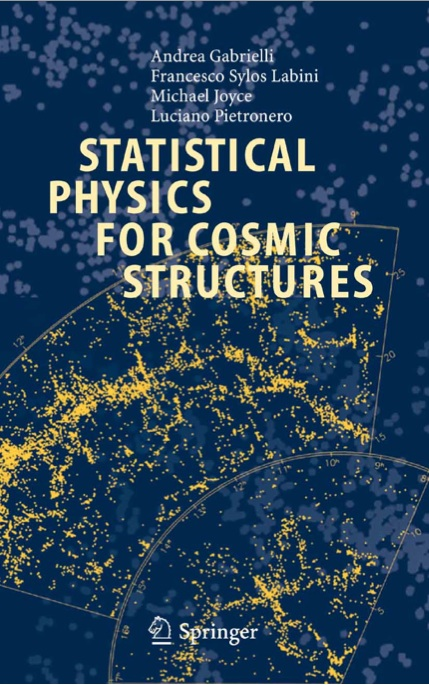 Andrea Gabrielli
Francesco Sylos Labini
Michael Joyce
Luciano Pietronero
STATISTICAL
PHYSICS
FOR COSMIC
STRUCTURES
Springer